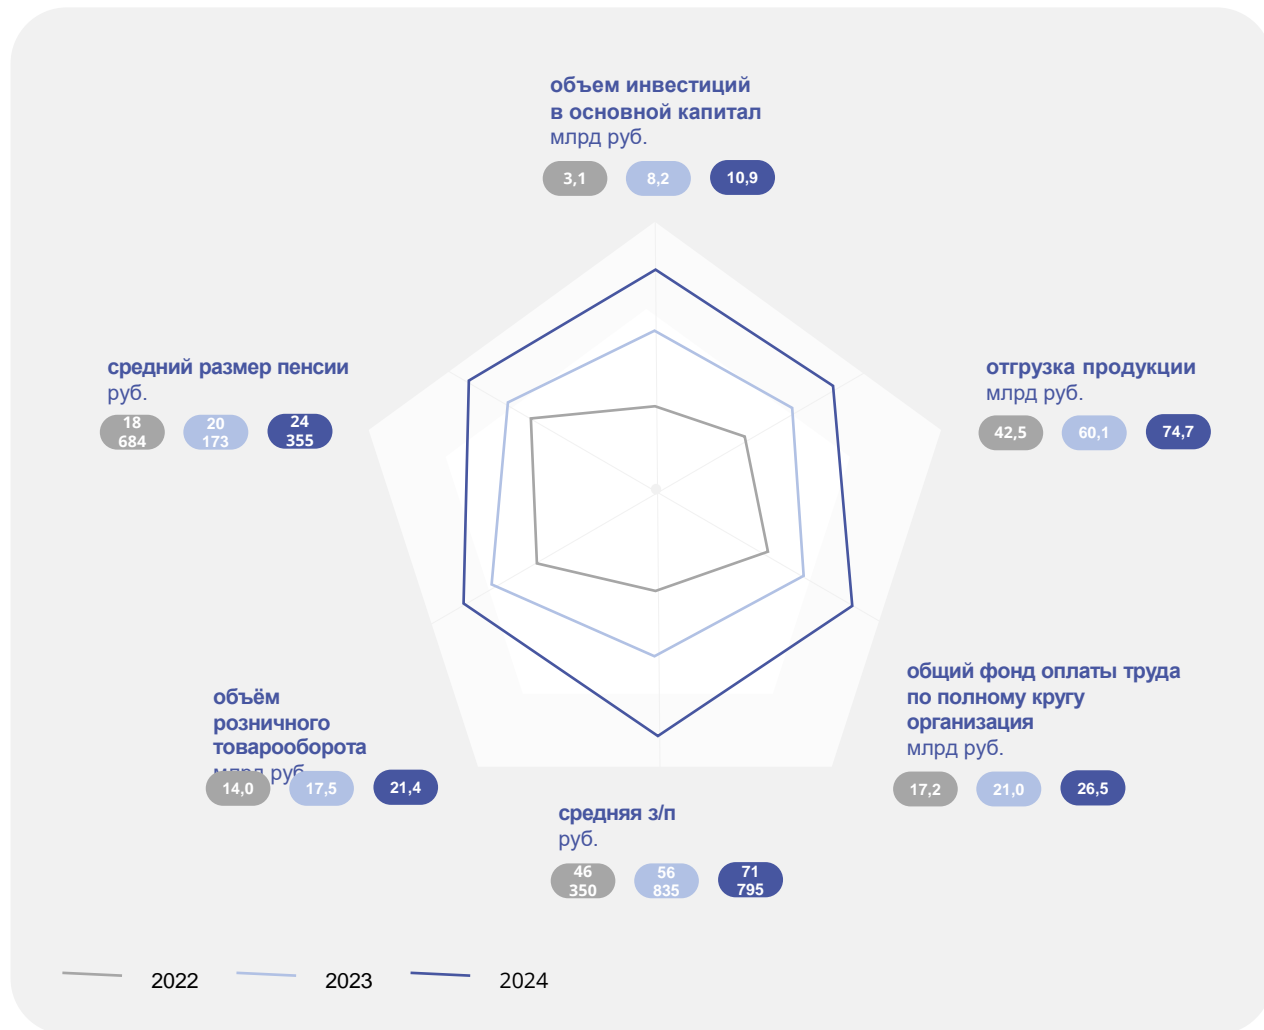 объем инвестиций
в основной капитал
млрд руб.
3,1 8,2 10,9
средний размер пенсии
руб.
18 684
20 173
24 355
отгрузка продукции
млрд руб.
42,5 60,1 74,7
объём
розничного
товарооборота
млрд руб.
14,0 17,5 21,4
общий фонд оплаты труда
по полному кругу
организация
млрд руб.
17,2 21,0 26,5
средняя з/п
руб.
46 350
56 835
71 795
2022 2023 2024